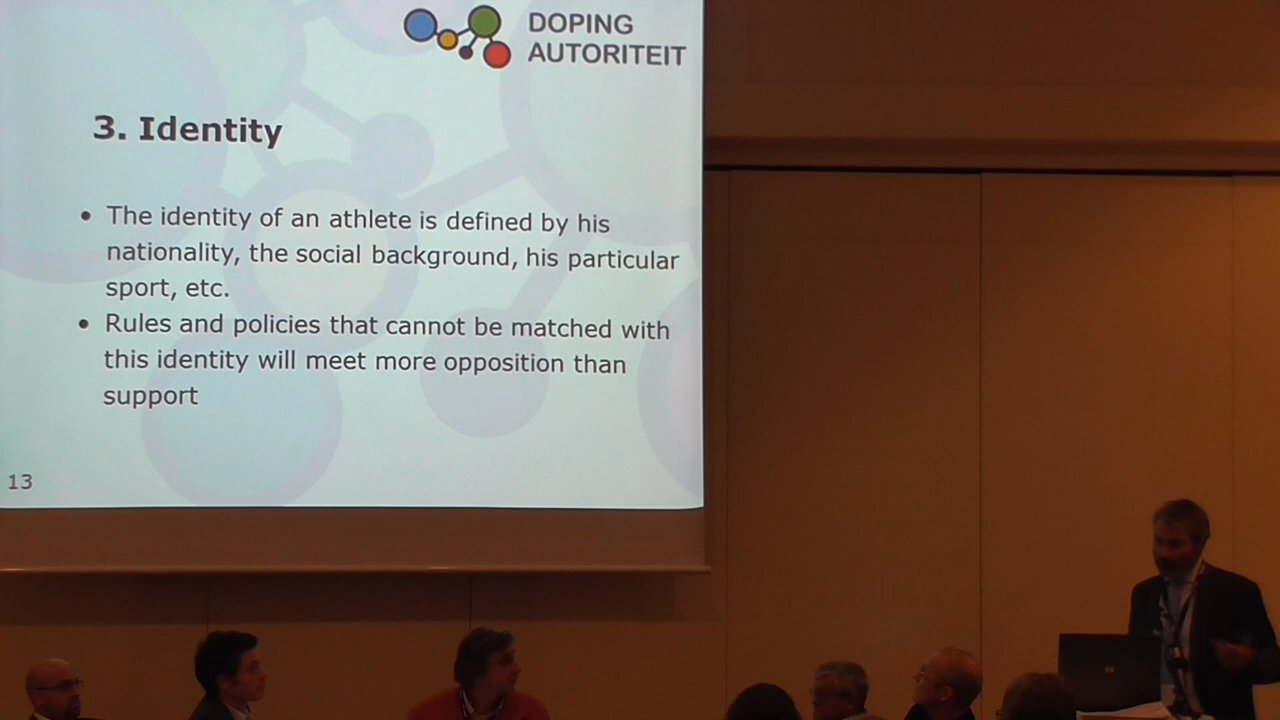 DOPING
AUTORITEIT
3. Identity
• The identity of an athlete is defined by his
nationality, the social background, his particular
sport, etc.
• Rules and policies that cannot be matched with
this identity will meet more opposition than
support
13